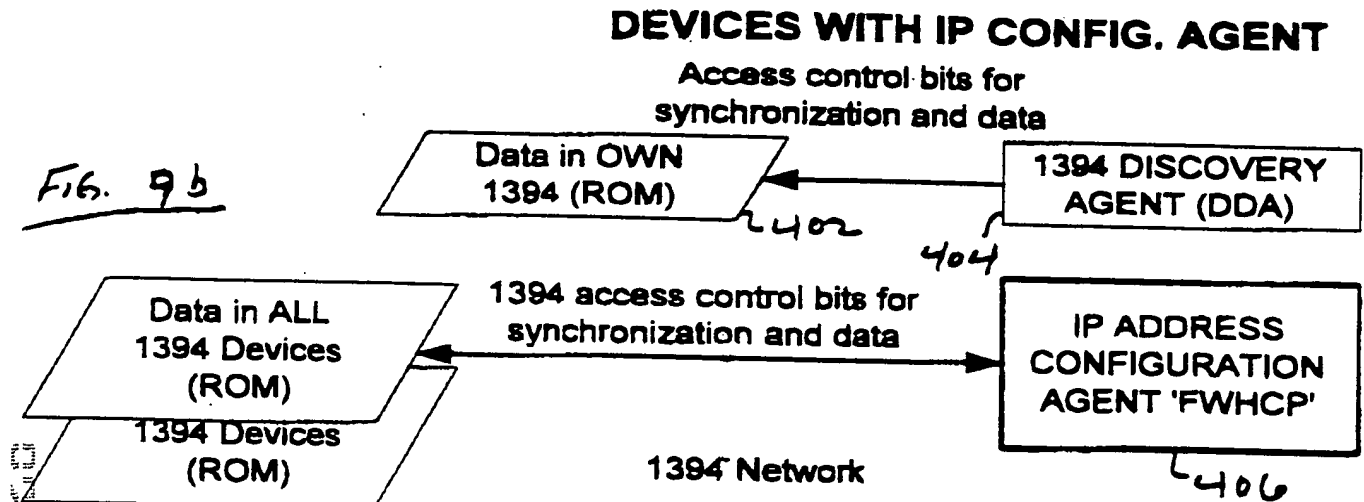 DEVICES WITH IP CONFIG. AGENT
Access control bits for
synchronization and data
FIG. 9b
Data in OWN
1394 (ROM)
402
1394 DISCOVERY
AGENT (DDA)
404
Data in ALL
1394 Devices
(ROM)
1394 Devices
(ROM)
1394 access control bits for
synchronization and data
IP ADDRESS
CONFIGURATION
AGENT 'FWHCP'
406
1394 Network